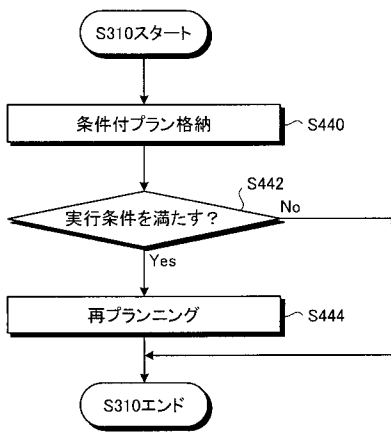 S310スタート
条件付プラン格納
S440
S442
実行条件を満たす？
No
Yes
再プランニング
S444
S310エンド